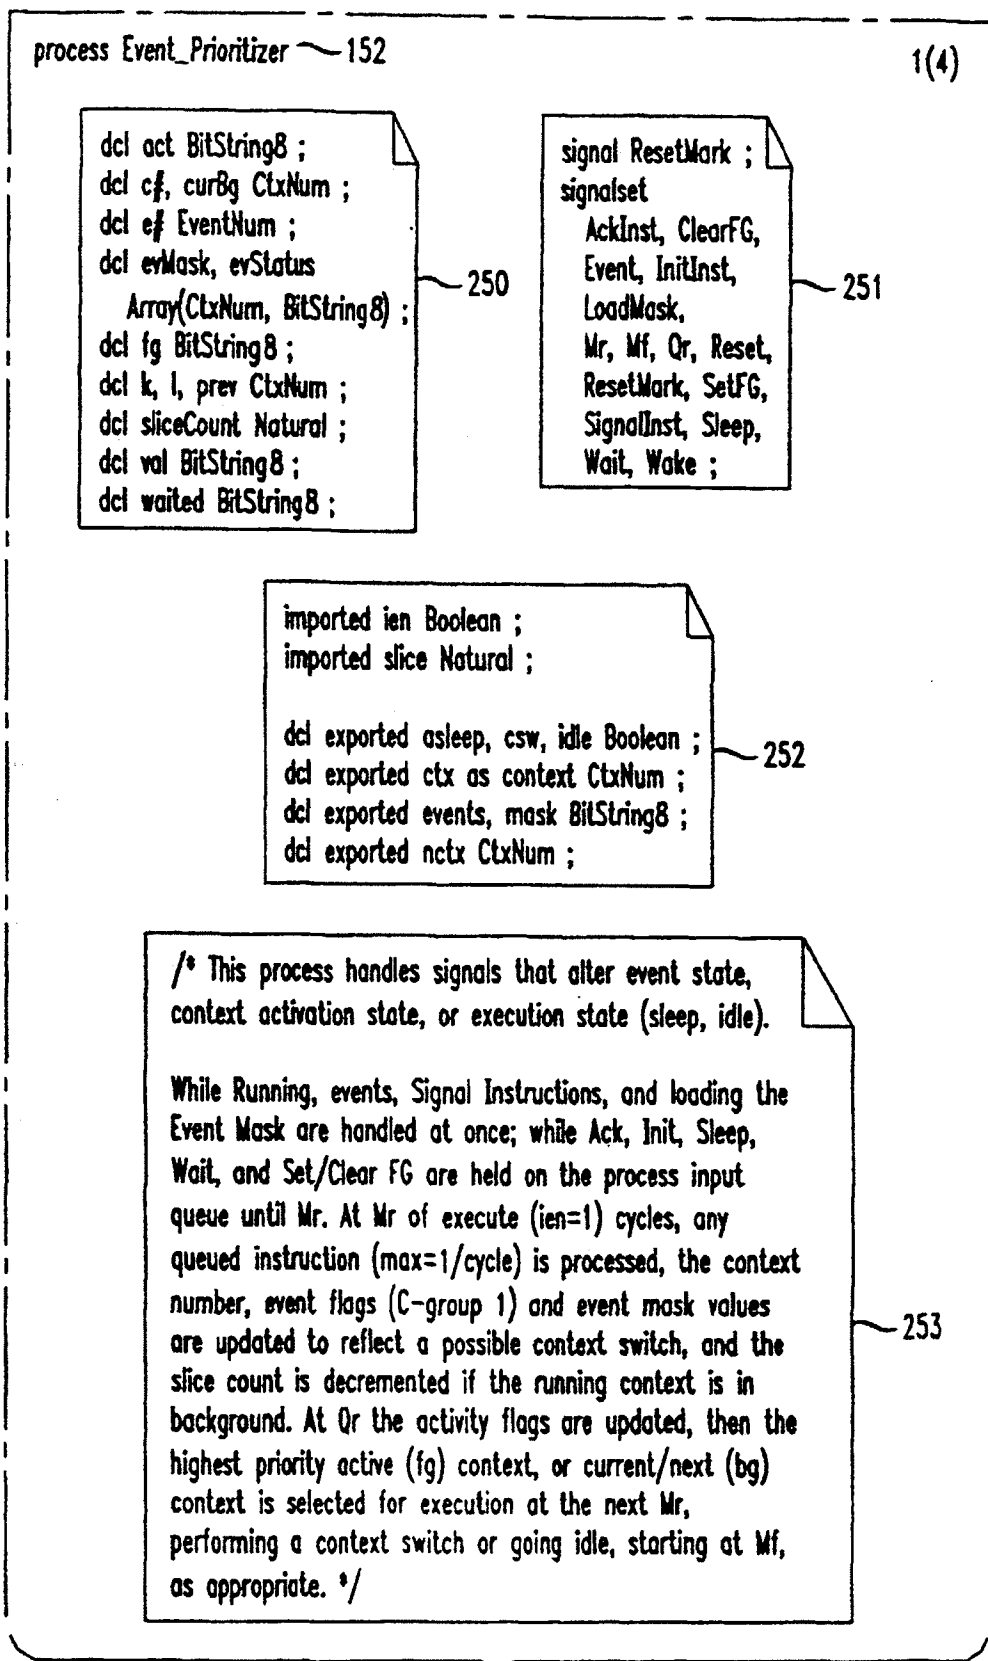 process Event_Prioritizer 152
1(4)
dcl act BitString8 ;
dcl c#, curBg CtxNum ;
dcl e# EventNum ;
dcl evMask, evStatus
Array(CtxNum, BitString8) ;
dcl fg BitString8 ;
dcl k, l, prev CtxNum ;
dcl sliceCount Natural ;
dcl val BitString8 ;
dcl waited BitString8 ;
250
signal ResetMark ;
signalset
AckInst, ClearFG,
Event, InitInst,
LoadMask,
Mr, Mf, Qr, Reset,
ResetMark, SetFG,
SignalInst, Sleep,
Wait, Wake ;
251
imported ien Boolean ;
imported slice Natural ;
dcl exported asleep, csw, idle Boolean ;
dcl exported ctx as context CtxNum ;
dcl exported events, mask BitString8 ;
dcl exported nctx CtxNum ;
252
/* This process handles signals that alter event state,
context activation state, or execution state (sleep, idle).
While Running, events, Signal Instructions, and loading the
Event Mask are handled at once; while Ack, Init, Sleep,
Wait, and Set/Clear FG are held on the process input
queue until Mr. At Mr of execute (ien=1) cycles, any
queued instruction (max=1/cycle) is processed, the context
number, event flags (C-group 1) and event mask values
are updated to reflect a possible context switch, and the
slice count is decremented if the running context is in
background. At Qr the activity flags are updated, then the
highest priority active (fg) context, or current/next (bg)
context is selected for execution at the next Mr,
performing a context switch or going idle, starting at Mf,
as appropriate. */
253